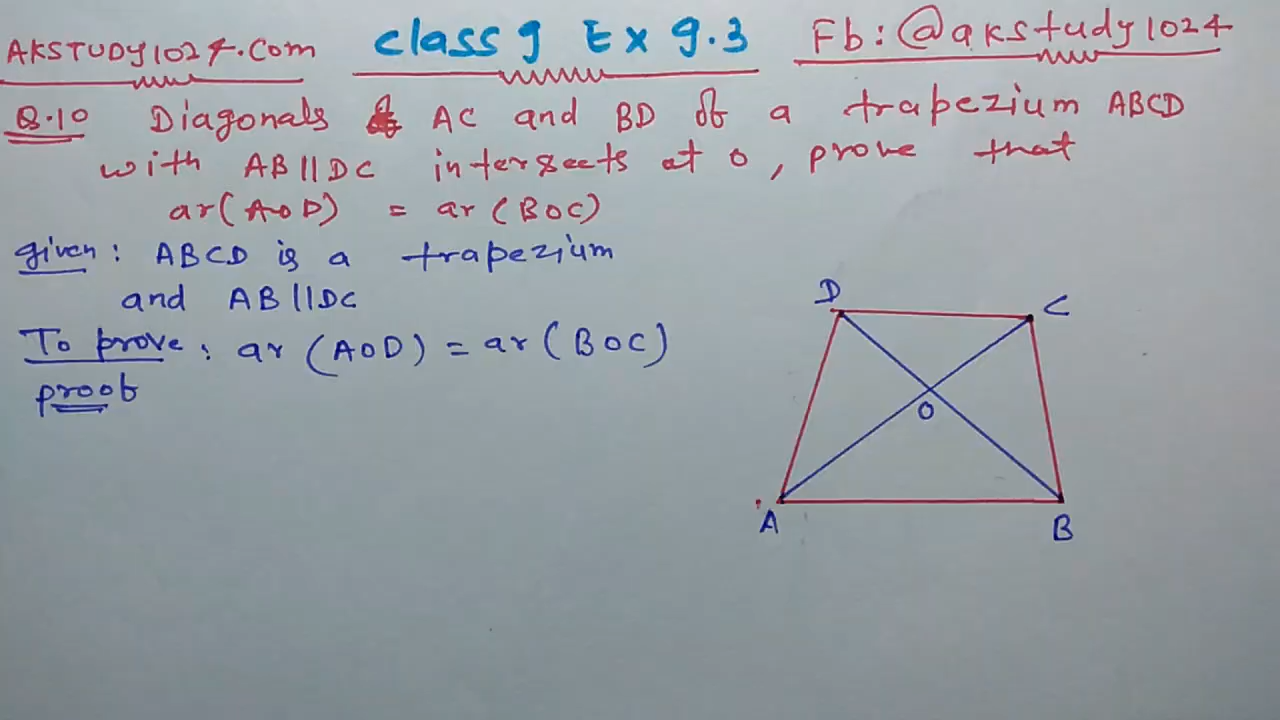 AKSTUDY1024.Com
class 9 Ex 9.3
Fb: @akstudy1024
Q.10 Diagonals AC and BD of a trapezium ABCD
with AB||DC intersects at O, prove that
ar(AOD) = ar(BOC)
given: ABCD is a trapezium
and AB||DC
To prove: ar(AOD) = ar(BOC)
proof
D
C
O
A
B